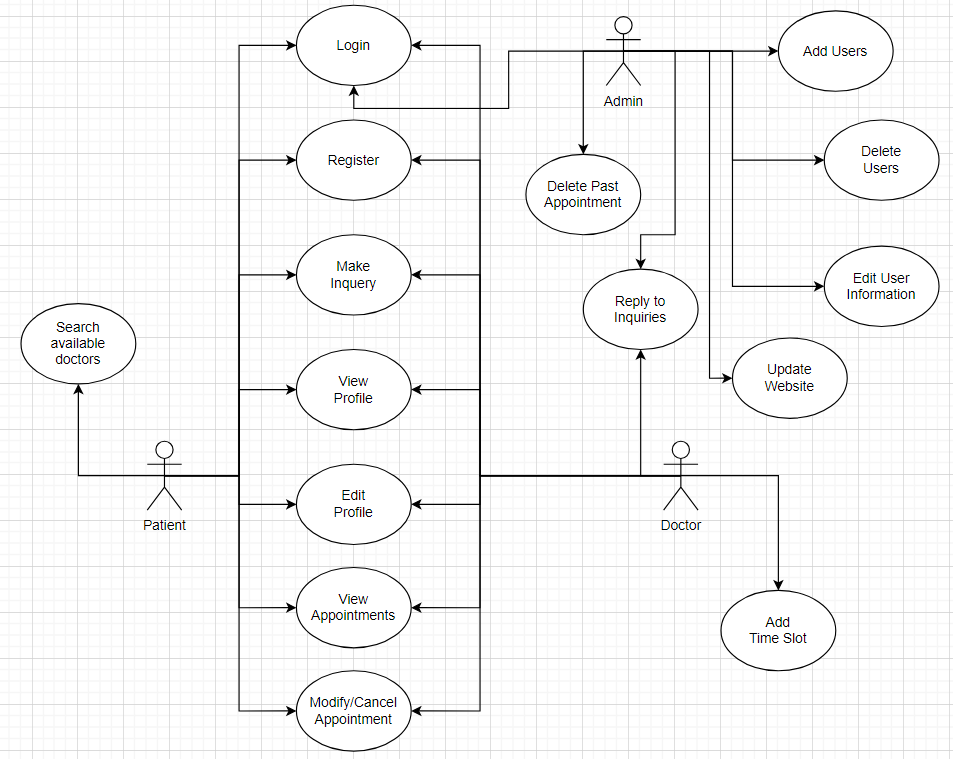 Login
Admin
Add Users
Register
Delete
Users
Delete Past
Appointment
Make
Inquery
Edit User
Information
Reply to
Inquiries
Search
available
doctors
View
Profile
Update
Website
Edit
Profile
Patient
Doctor
View
Appointments
Add
Time Slot
Modify/Cancel
Appointment